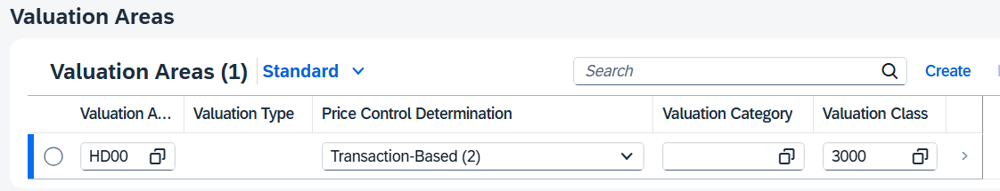 Valuation Areas
Valuation Areas (1) Standard Search Create
Valuation A... Valuation Type Price Control Determination Valuation Category Valuation Class
HD00 Transaction-Based (2) 3000